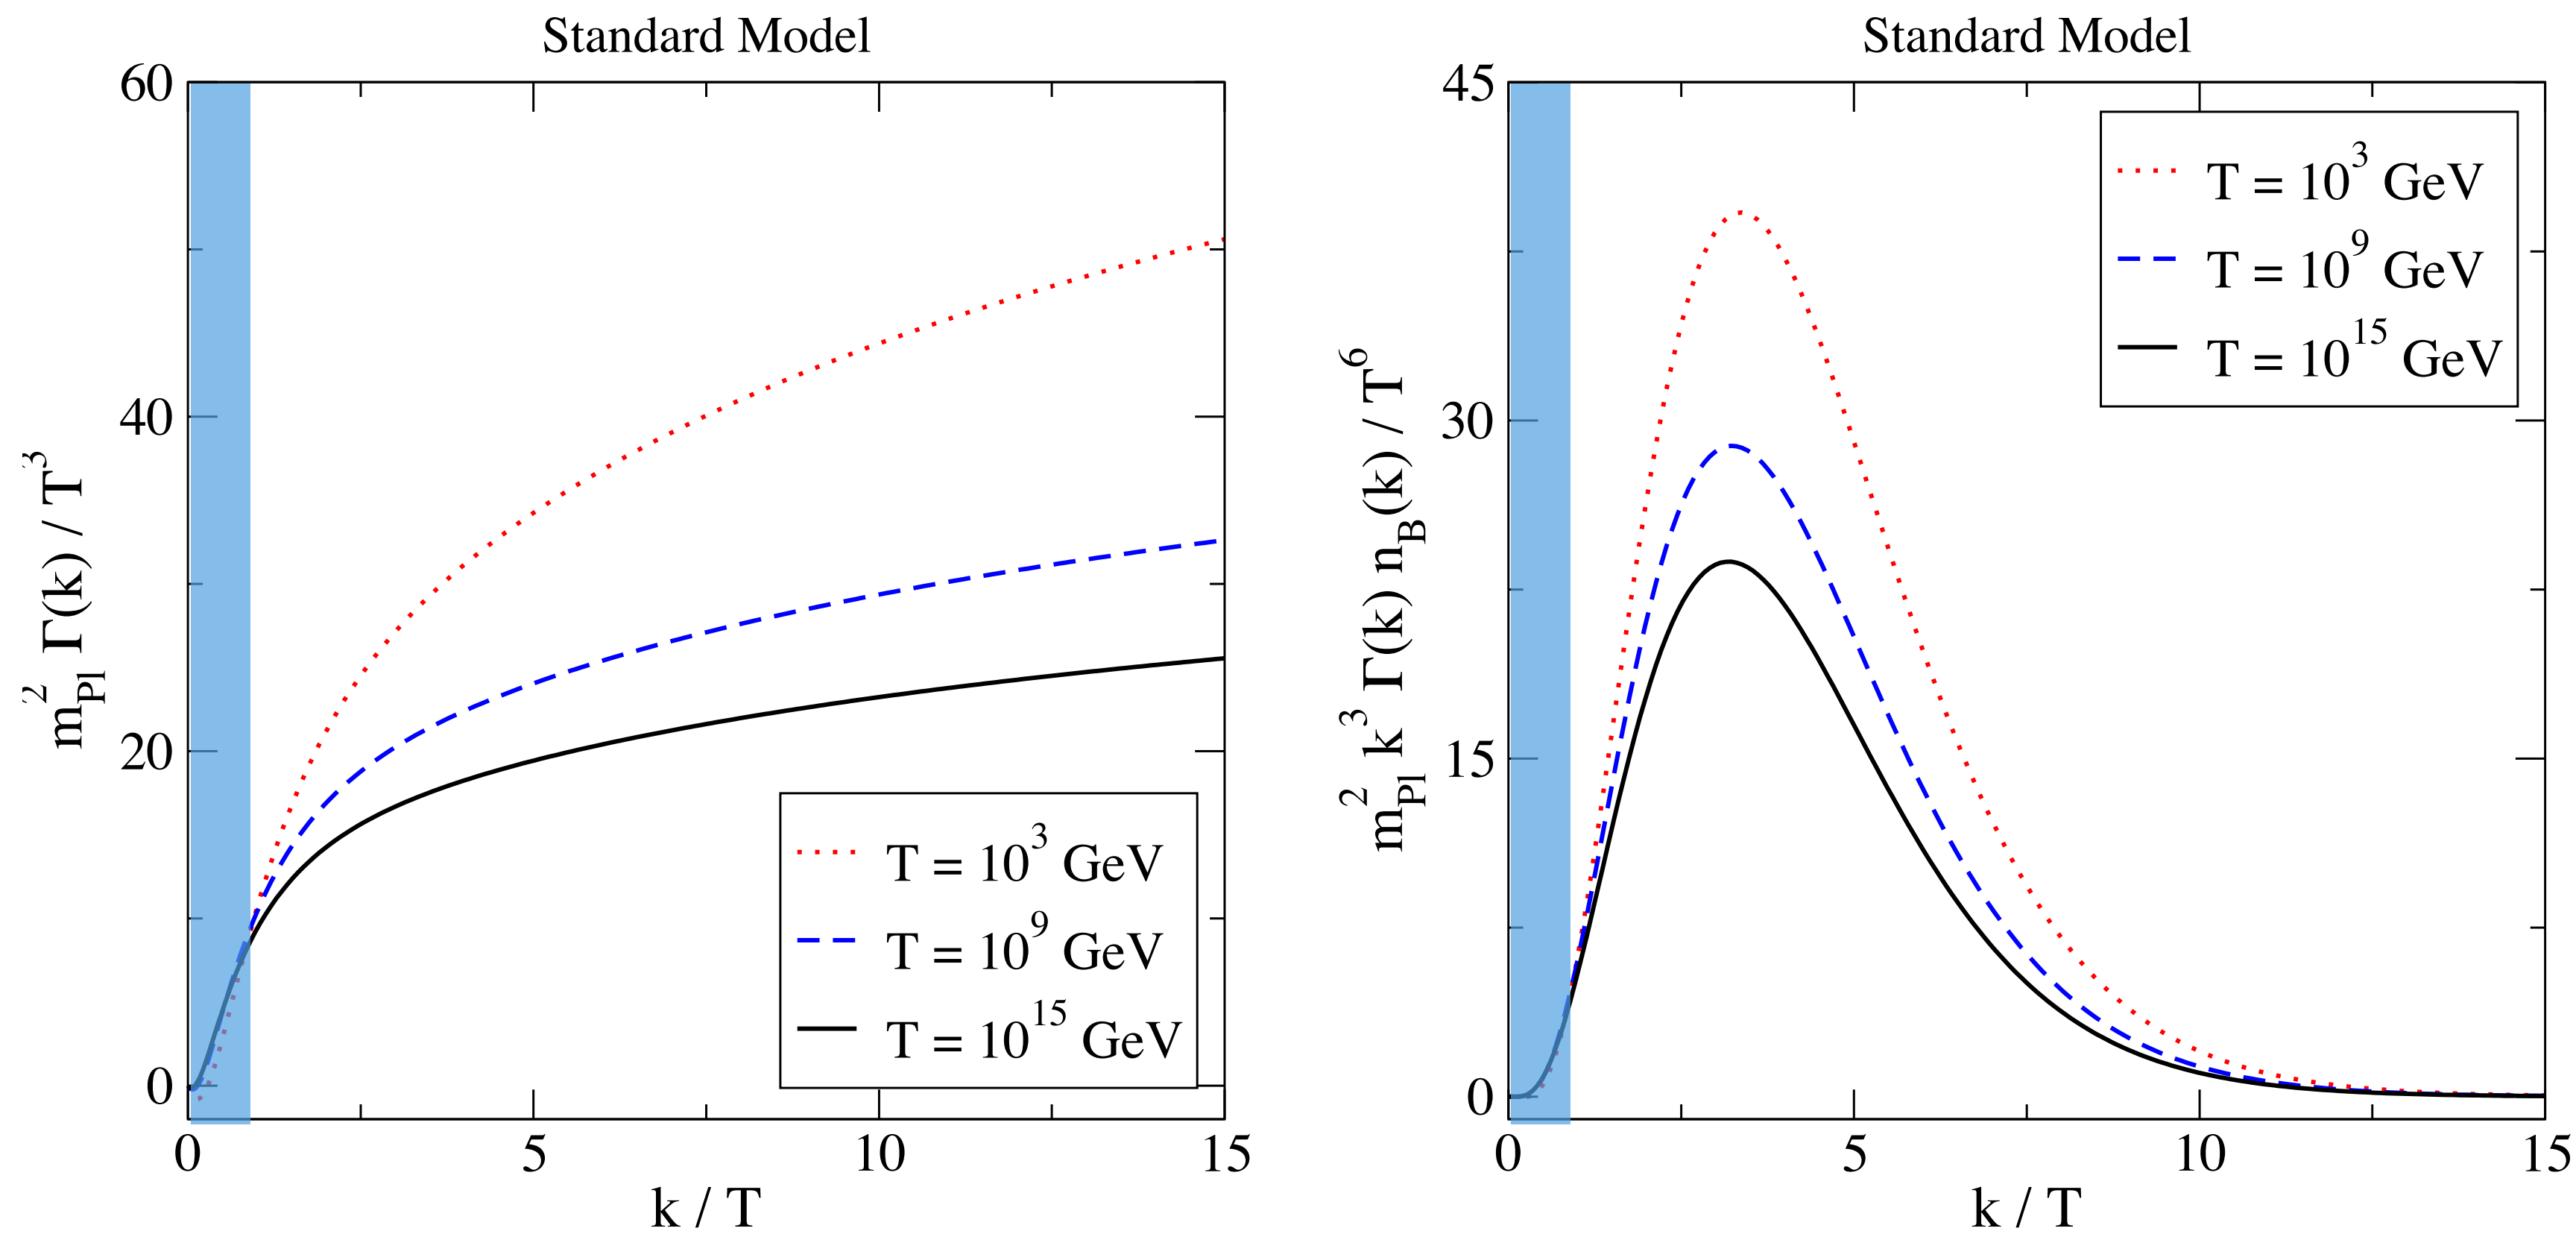 Standard Model
60
40
20
0
0 5 10 15
k / T
m²Pl Γ(k) / T³
T = 10³ GeV
T = 10⁹ GeV
T = 10¹⁵ GeV
Standard Model
45
30
15
0
0 5 10 15
k / T
m²Pl k³ Γ(k) nB(k) / T⁶
T = 10³ GeV
T = 10⁹ GeV
T = 10¹⁵ GeV